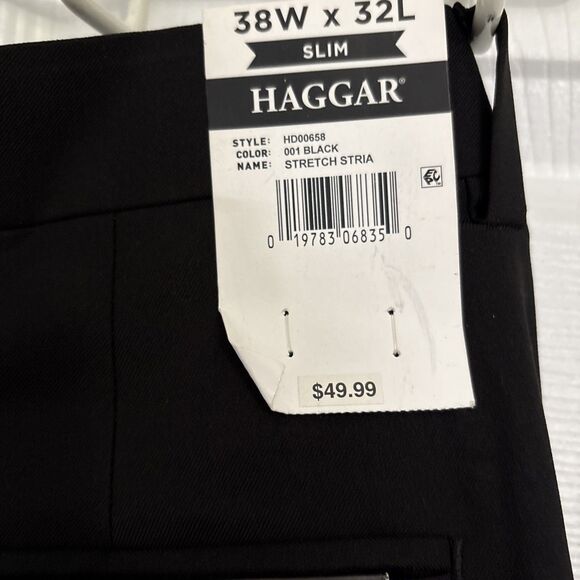 38W x 32L
SLIM
HAGGAR®
STYLE: HD00658
COLOR: 001 BLACK
NAME: STRETCH STRIA
0 19783 06835 0
$49.99